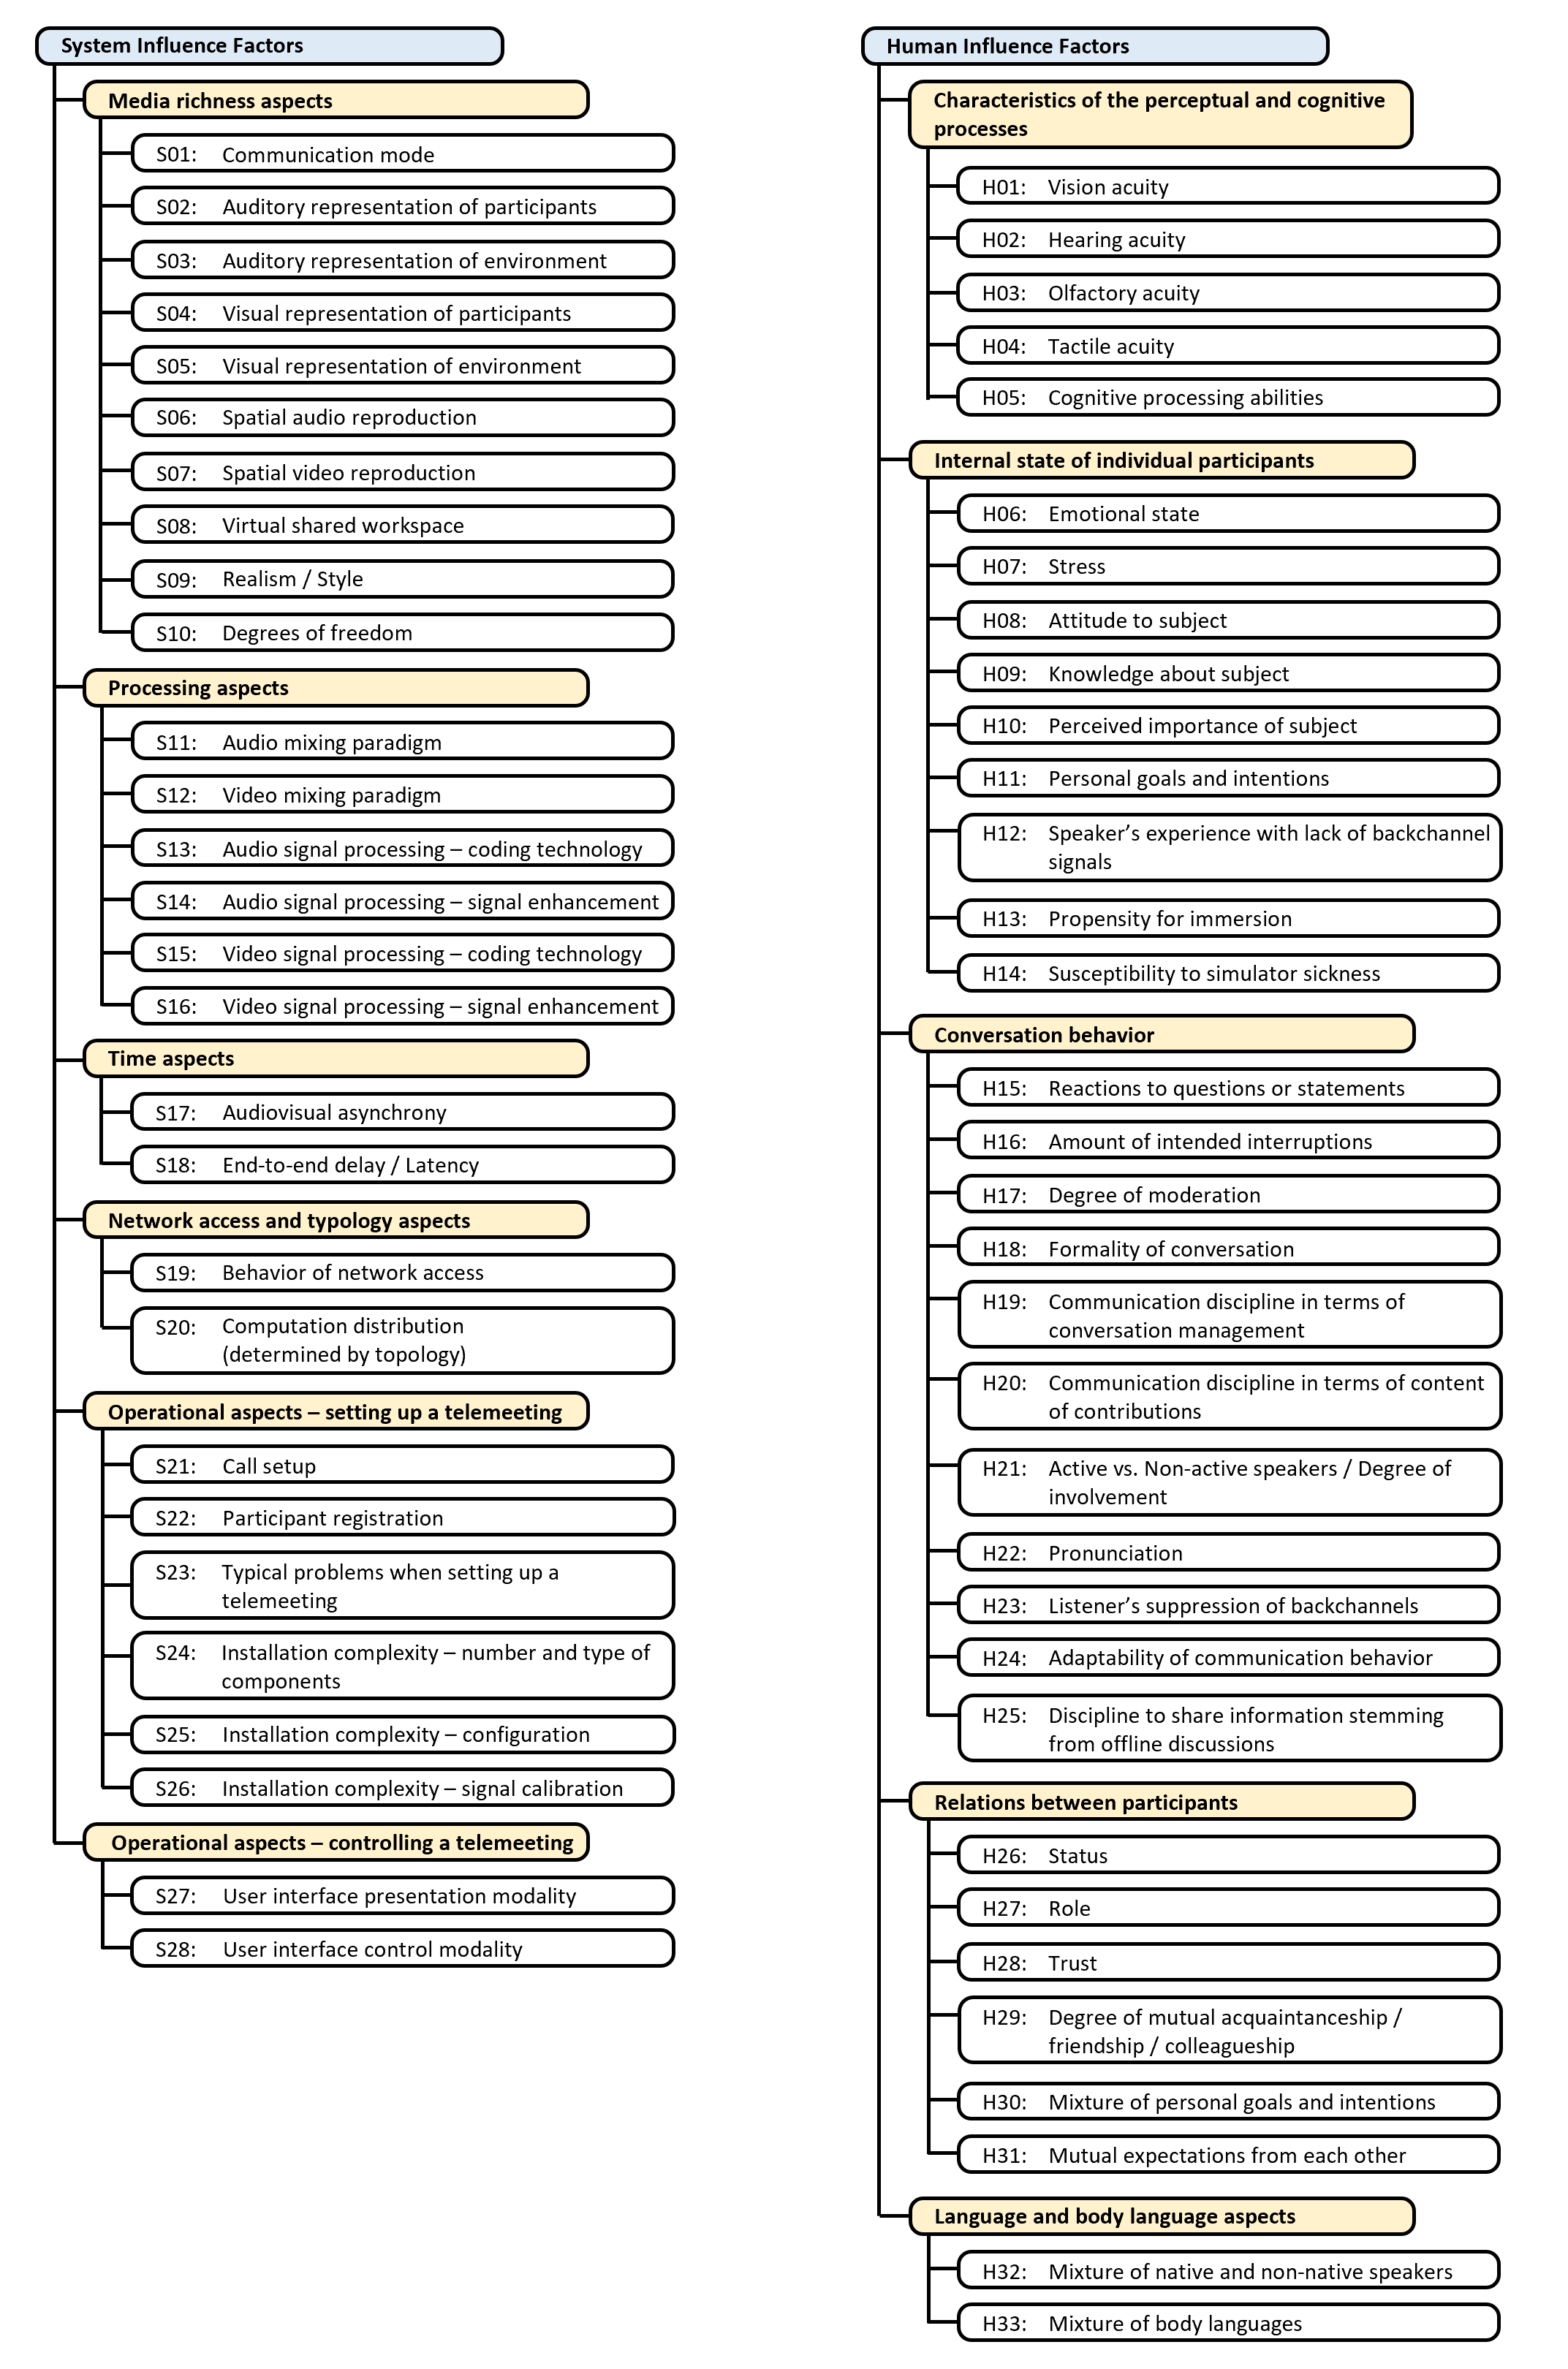 System Influence Factors
Media richness aspects
S01: Communication mode
S02: Auditory representation of participants
S03: Auditory representation of environment
S04: Visual representation of participants
S05: Visual representation of environment
S06: Spatial audio reproduction
S07: Spatial video reproduction
S08: Virtual shared workspace
S09: Realism / Style
S10: Degrees of freedom
Processing aspects
S11: Audio mixing paradigm
S12: Video mixing paradigm
S13: Audio signal processing – coding technology
S14: Audio signal processing – signal enhancement
S15: Video signal processing – coding technology
S16: Video signal processing – signal enhancement
Time aspects
S17: Audiovisual asynchrony
S18: End-to-end delay / Latency
Network access and typology aspects
S19: Behavior of network access
S20: Computation distribution
(determined by topology)
Operational aspects – setting up a telemeeting
S21: Call setup
S22: Participant registration
S23: Typical problems when setting up a
telemeeting
S24: Installation complexity – number and type of
components
S25: Installation complexity – configuration
S26: Installation complexity – signal calibration
Operational aspects – controlling a telemeeting
S27: User interface presentation modality
S28: User interface control modality
Human Influence Factors
Characteristics of the perceptual and cognitive
processes
H01: Vision acuity
H02: Hearing acuity
H03: Olfactory acuity
H04: Tactile acuity
H05: Cognitive processing abilities
Internal state of individual participants
H06: Emotional state
H07: Stress
H08: Attitude to subject
H09: Knowledge about subject
H10: Perceived importance of subject
H11: Personal goals and intentions
H12: Speaker’s experience with lack of backchannel
signals
H13: Propensity for immersion
H14: Susceptibility to simulator sickness
Conversation behavior
H15: Reactions to questions or statements
H16: Amount of intended interruptions
H17: Degree of moderation
H18: Formality of conversation
H19: Communication discipline in terms of
conversation management
H20: Communication discipline in terms of content
of contributions
H21: Active vs. Non-active speakers / Degree of
involvement
H22: Pronunciation
H23: Listener’s suppression of backchannels
H24: Adaptability of communication behavior
H25: Discipline to share information stemming
from offline discussions
Relations between participants
H26: Status
H27: Role
H28: Trust
H29: Degree of mutual acquaintanceship /
friendship / colleagueship
H30: Mixture of personal goals and intentions
H31: Mutual expectations from each other
Language and body language aspects
H32: Mixture of native and non-native speakers
H33: Mixture of body languages